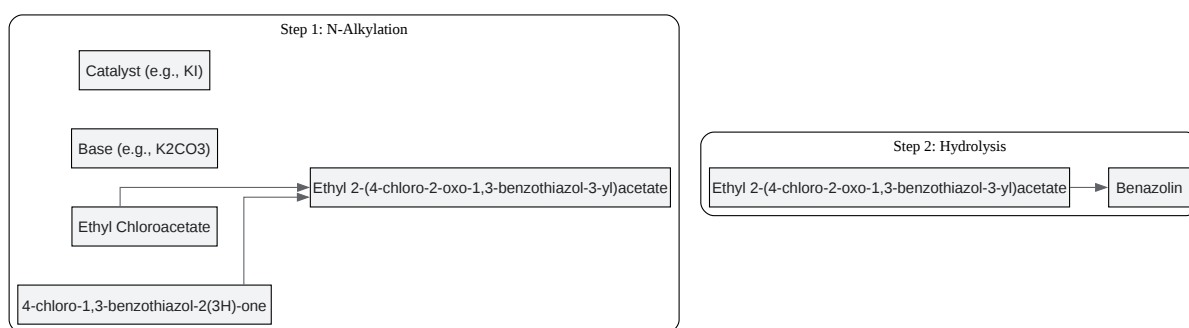 Step 1: N-Alkylation
Catalyst (e.g., KI)
Base (e.g., K2CO3)
Ethyl 2-(4-chloro-2-oxo-1,3-benzothiazol-3-yl)acetate
Ethyl Chloroacetate
4-chloro-1,3-benzothiazol-2(3H)-one
Step 2: Hydrolysis
Ethyl 2-(4-chloro-2-oxo-1,3-benzothiazol-3-yl)acetate
Benazolin